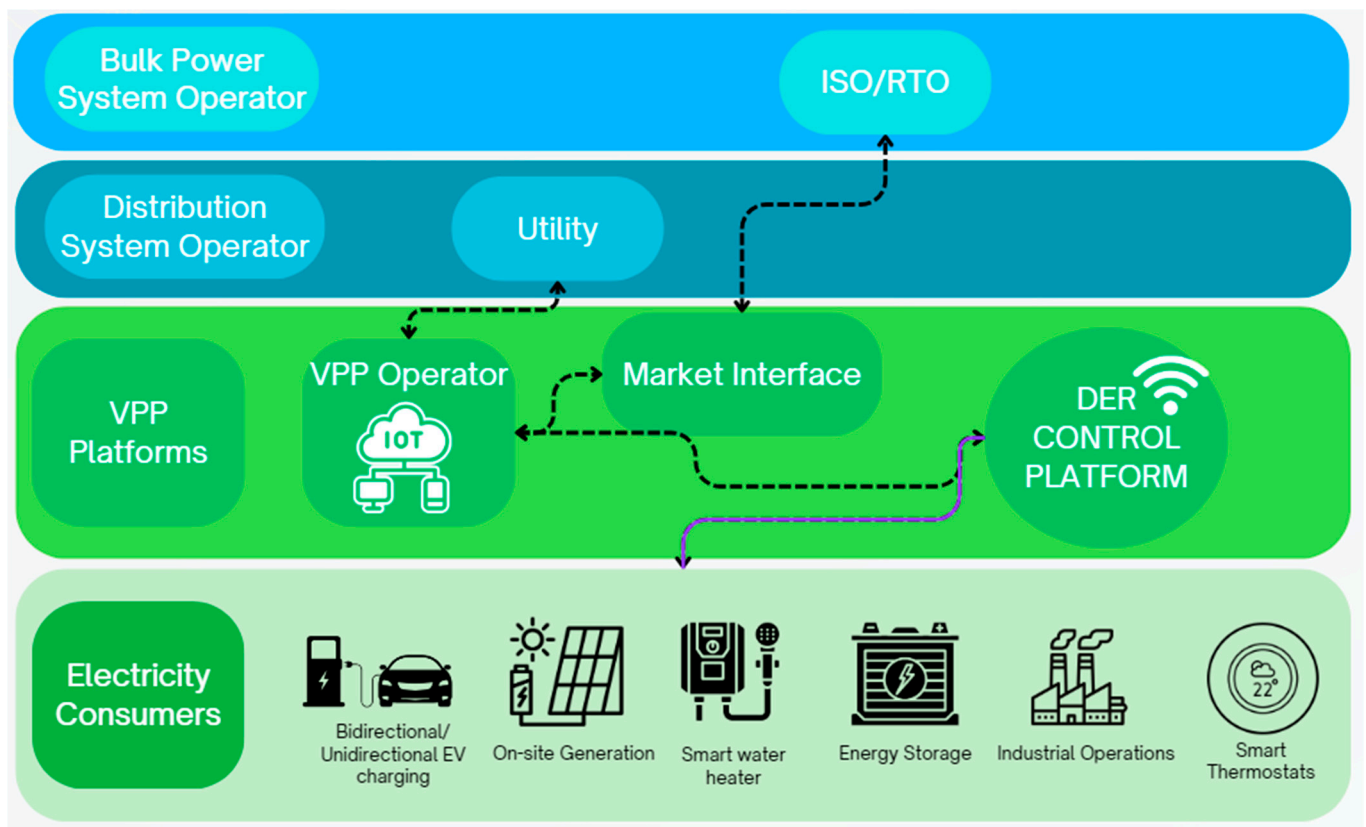 Bulk Power
System Operator
ISO/RTO
Distribution
System Operator
Utility
VPP
Platforms
VPP Operator
IOT
Market Interface
DER
CONTROL
PLATFORM
Electricity
Consumers
Bidirectional/
Unidirectional EV
charging
On-site Generation
Smart water
heater
Energy Storage
Industrial Operations
22°
Smart
Thermostats